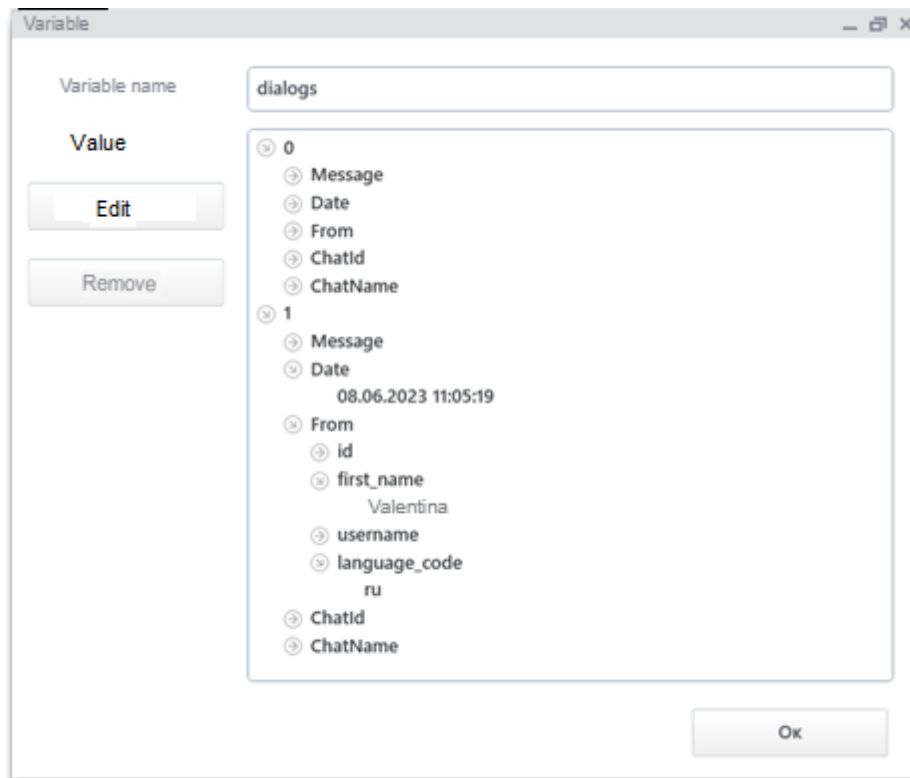 Variable
Variable name
dialogs
Value
Edit
Remove
0
Message
Date
From
ChatId
ChatName
1
Message
Date
08.06.2023 11:05:19
From
id
first_name
Valentina
username
language_code
ru
ChatId
ChatName
Ок